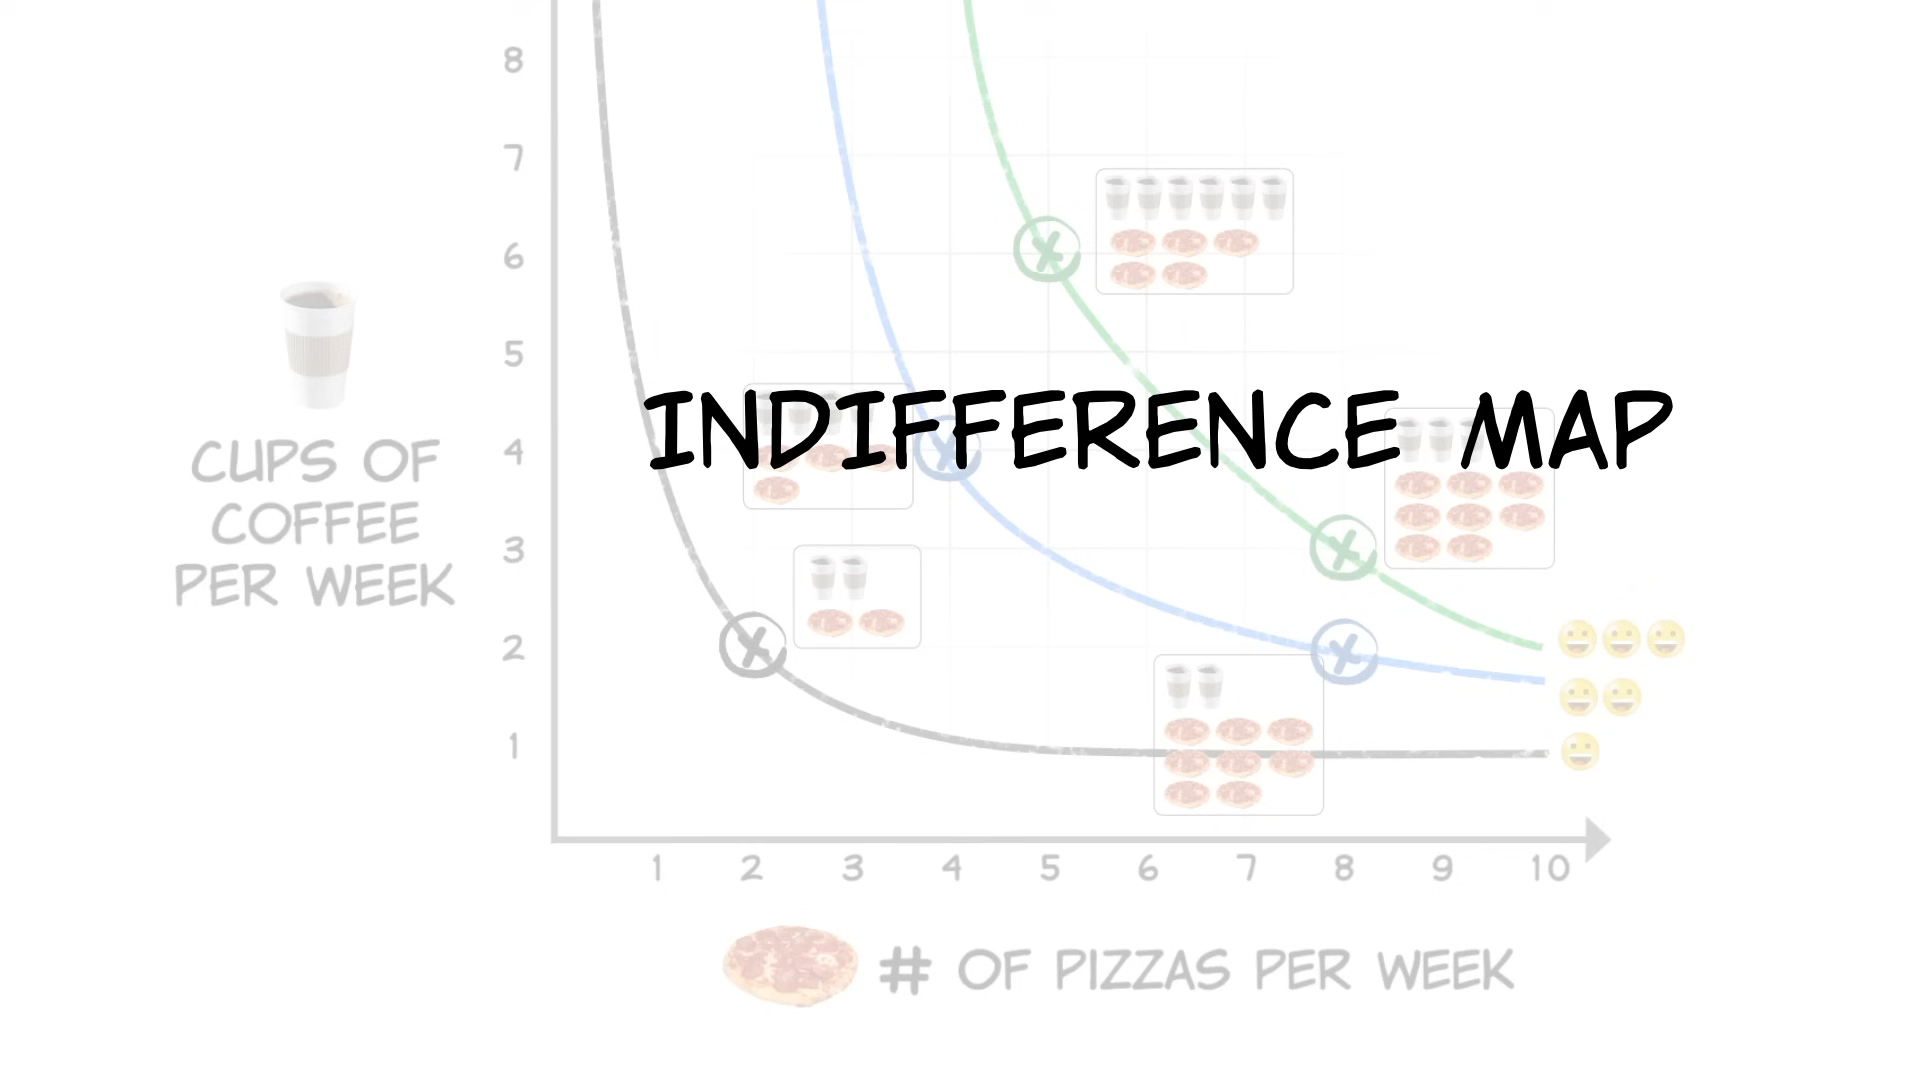 8
7
6
5
4
3
2
1
CUPS OF
COFFEE
PER WEEK
INDIFFERENCE MAP
1 2 3 4 5 6 7 8 9 10
# OF PIZZAS PER WEEK